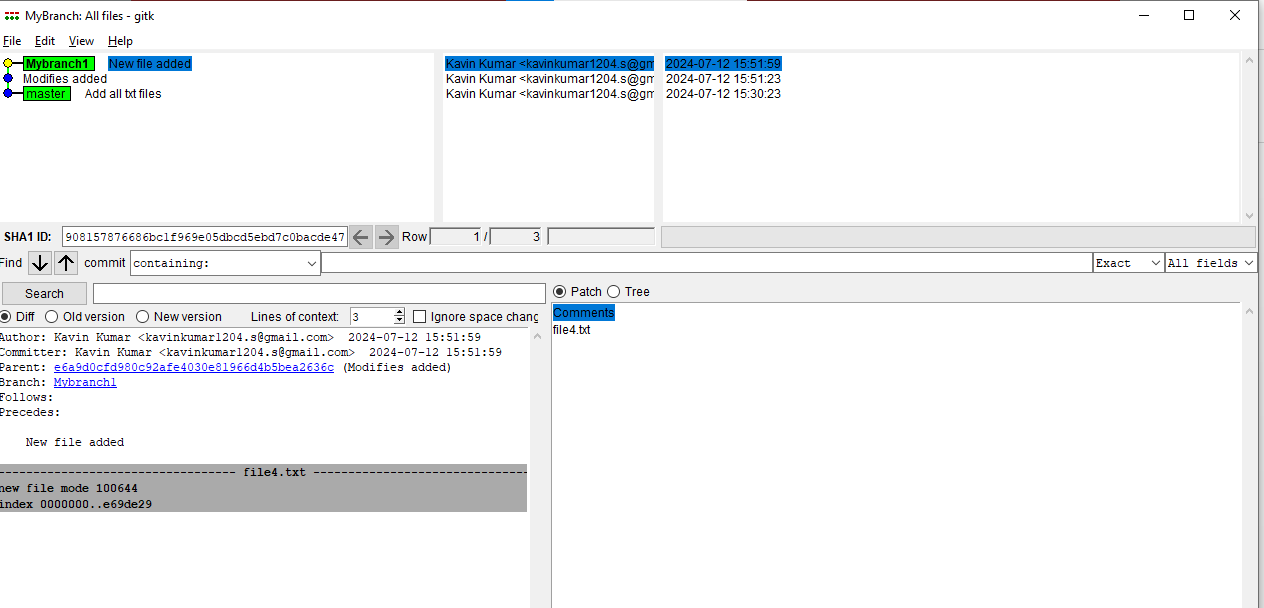 MyBranch: All files - gitk
File Edit View Help
Mybranch1 New file added Kavin Kumar <kavinkumar1204.s@gm 2024-07-12 15:51:59
Modifies added Kavin Kumar <kavinkumar1204.s@gm 2024-07-12 15:51:23
master Add all txt files Kavin Kumar <kavinkumar1204.s@gm 2024-07-12 15:30:23
SHA1 ID: 908157876686bc1f969e05dbcd5ebd7c0bacde47 Row 1 / 3
Find commit containing: Exact All fields
Search
Patch Tree
Diff Old version New version Lines of context: 3 Ignore space chang
Comments
file4.txt
Author: Kavin Kumar <kavinkumar1204.s@gmail.com> 2024-07-12 15:51:59
Committer: Kavin Kumar <kavinkumar1204.s@gmail.com> 2024-07-12 15:51:59
Parent: e6a9d0cfd980c92afe4030e81966d4b5bea2636c (Modifies added)
Branch: Mybranch1
Follows:
Precedes:
New file added
--------------------------------- file4.txt ---------------------------------
new file mode 100644
index 0000000..e69de29